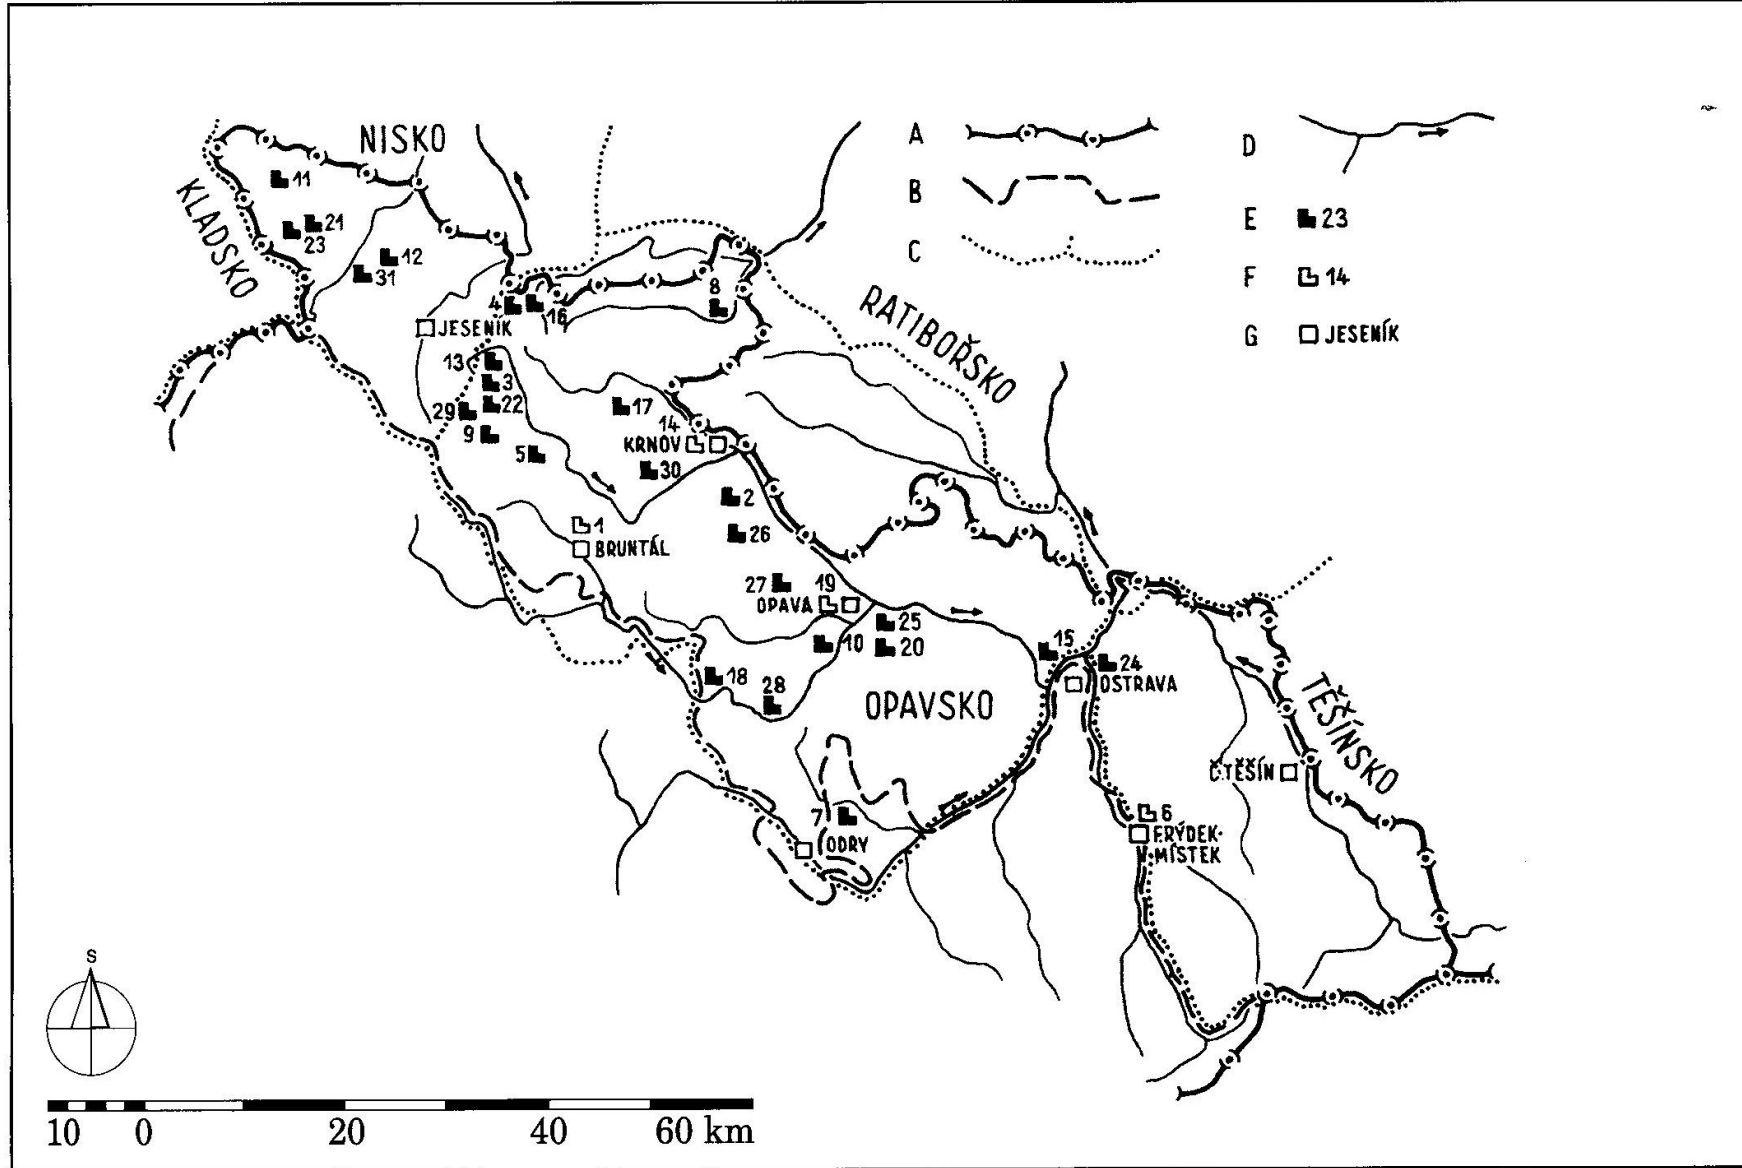 NISKO
KLADSKO
11
21
23
12
31
4
16
8
JESENÍK
13
3
22
29
9
5
17
14
KRNOV
30
2
26
1
BRUNTÁL
27
19
OPAVA
25
10
20
18
28
15
24
OSTRAVA
OPAVSKO
RATIBOŘSKO
TĚŠÍNSKO
Č.TĚŠÍN
7
ODRY
6
FRÝDEK-
MÍSTEK
A
B
C
D
E 23
F 14
G JESENÍK
S
10 0 20 40 60 km